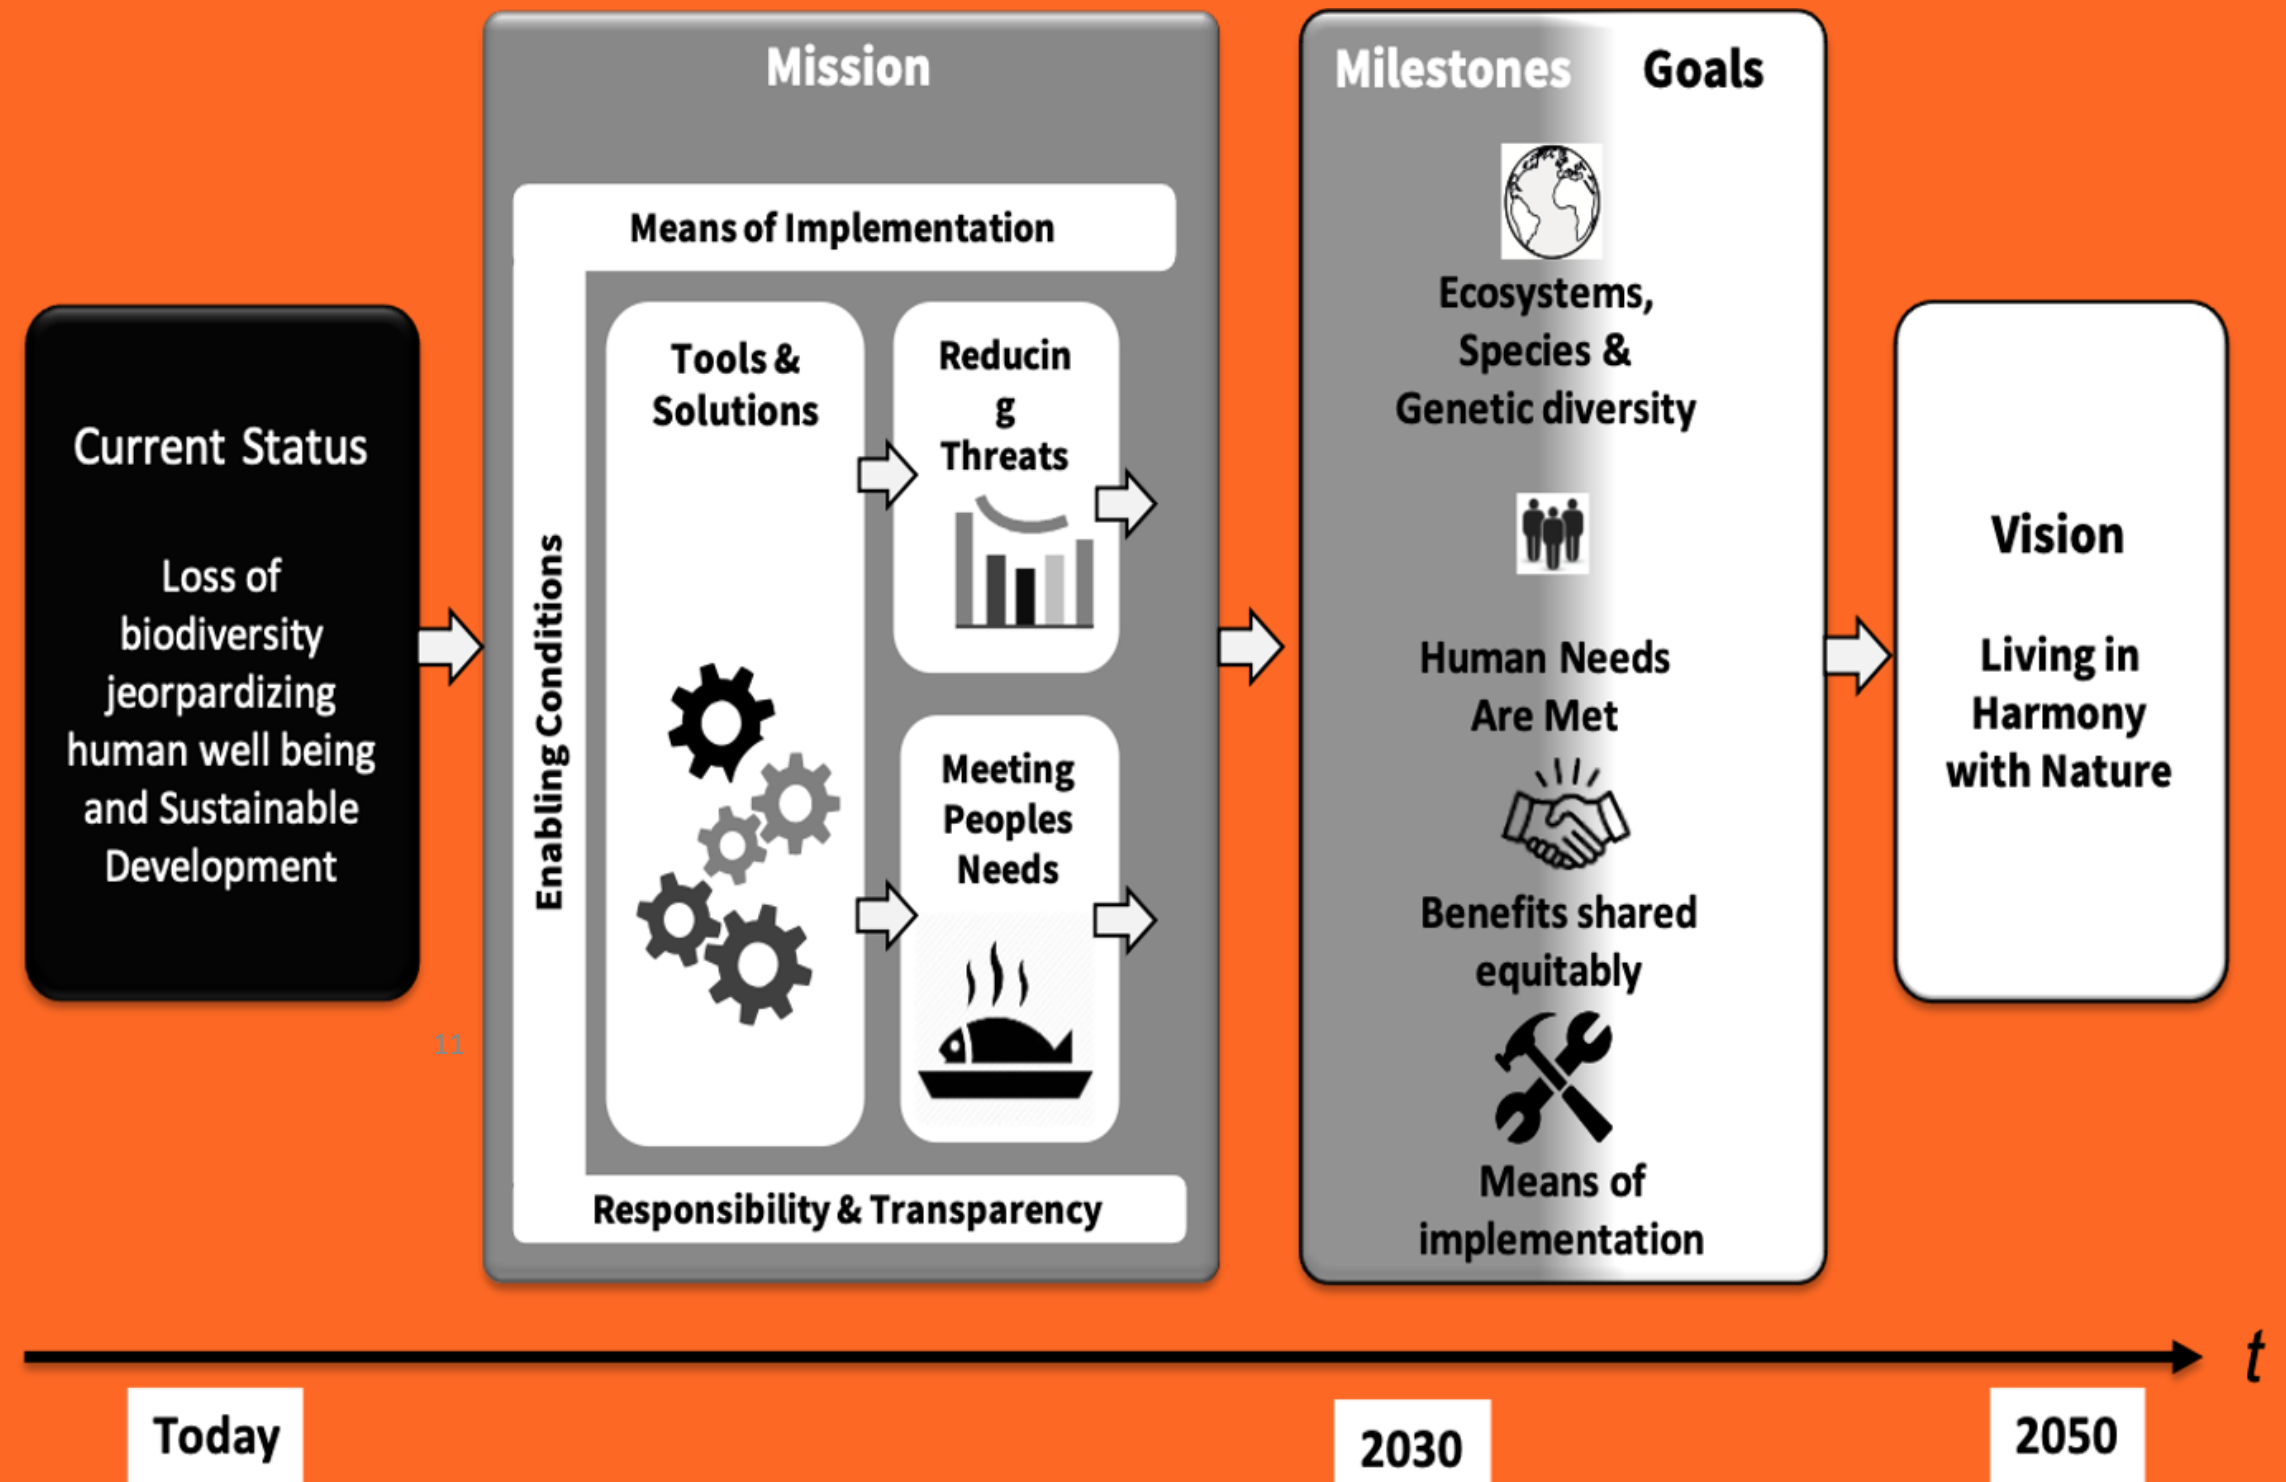 Current Status
Loss of
biodiversity
jeorpardizing
human well being
and Sustainable
Development
11
Mission
Means of Implementation
Enabling Conditions
Tools &
Solutions
Reducin
g
Threats
Meeting
Peoples
Needs
Responsibility & Transparency
Milestones Goals
Ecosystems,
Species &
Genetic diversity
Human Needs
Are Met
Benefits shared
equitably
Means of
implementation
Vision
Living in
Harmony
with Nature
t
Today
2030
2050